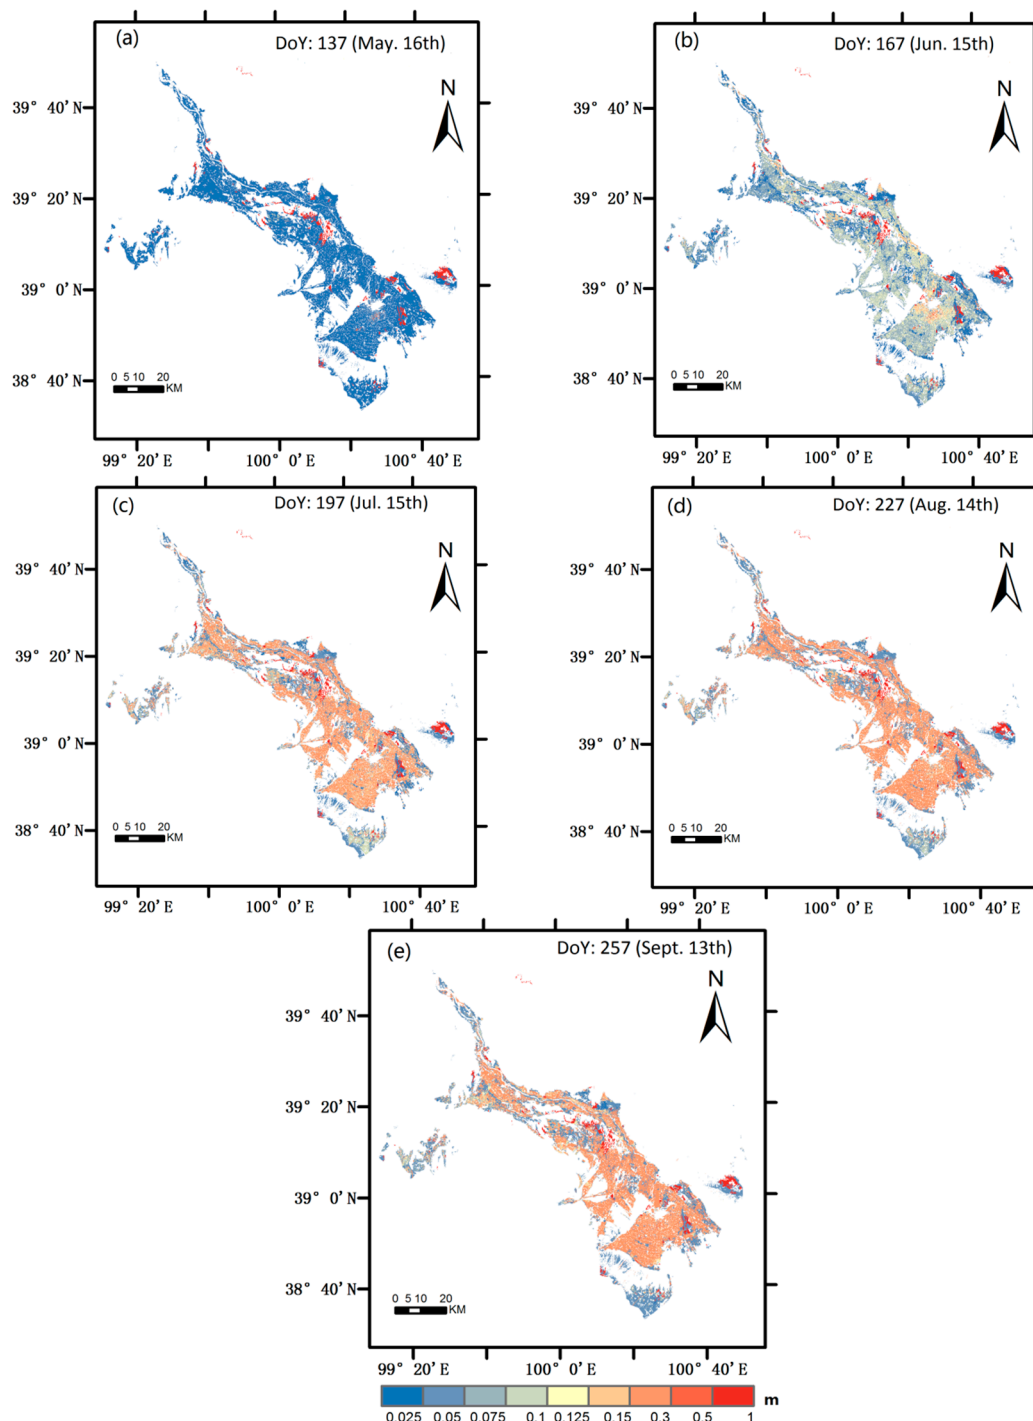 (a)
DoY: 137 (May. 16th)
N
39° 40' N
39° 20' N
39° 0' N
38° 40' N
0 5 10 20
KM
99° 20' E 100° 0' E 100° 40' E
(b)
DoY: 167 (Jun. 15th)
N
39° 40' N
39° 20' N
39° 0' N
38° 40' N
0 5 10 20
KM
99° 20' E 100° 0' E 100° 40' E
(c)
DoY: 197 (Jul. 15th)
N
39° 40' N
39° 20' N
39° 0' N
38° 40' N
0 5 10 20
KM
99° 20' E 100° 0' E 100° 40' E
(d)
DoY: 227 (Aug. 14th)
N
39° 40' N
39° 20' N
39° 0' N
38° 40' N
0 5 10 20
KM
99° 20' E 100° 0' E 100° 40' E
(e)
DoY: 257 (Sept. 13th)
N
39° 40' N
39° 20' N
39° 0' N
38° 40' N
0 5 10 20
KM
99° 20' E 100° 0' E 100° 40' E
m
0.025 0.05 0.075 0.1 0.125 0.15 0.3 0.5 1